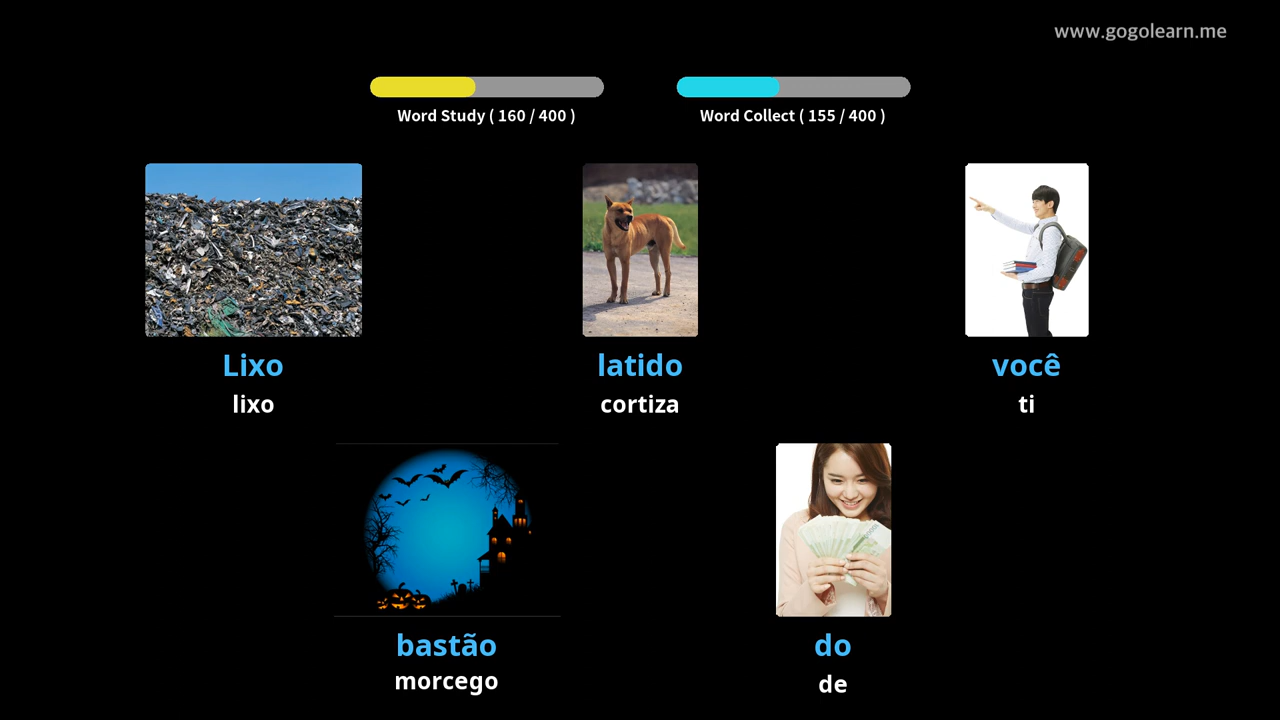 www.gogolearn.me
Word Study ( 160 / 400 )
Word Collect ( 155 / 400 )
Lixo
lixo
latido
cortiza
você
ti
bastão
morcego
do
de